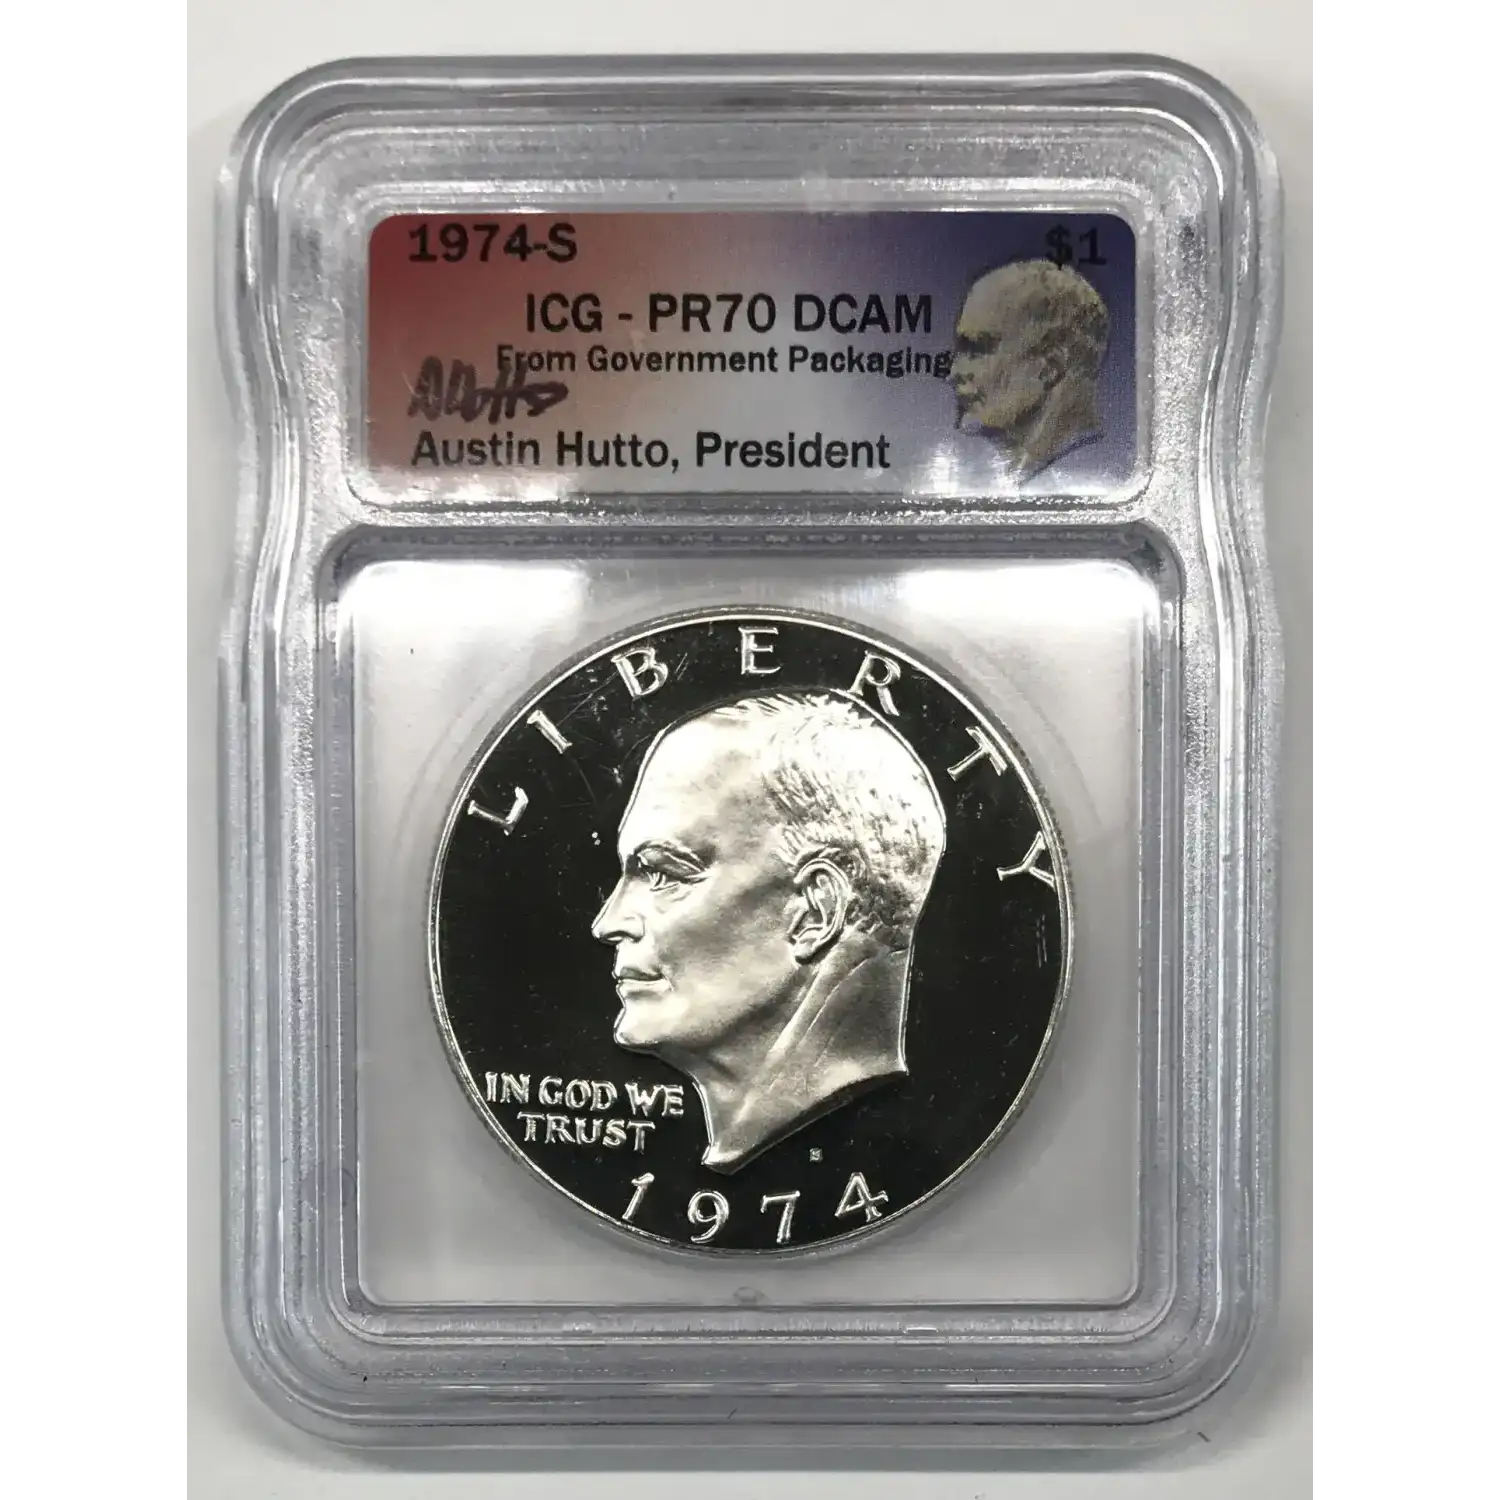 1974-S $1
ICG - PR70 DCAM
From Government Packaging
Austin Hutto, President
LIBERTY
IN GOD WE
TRUST
S
1974